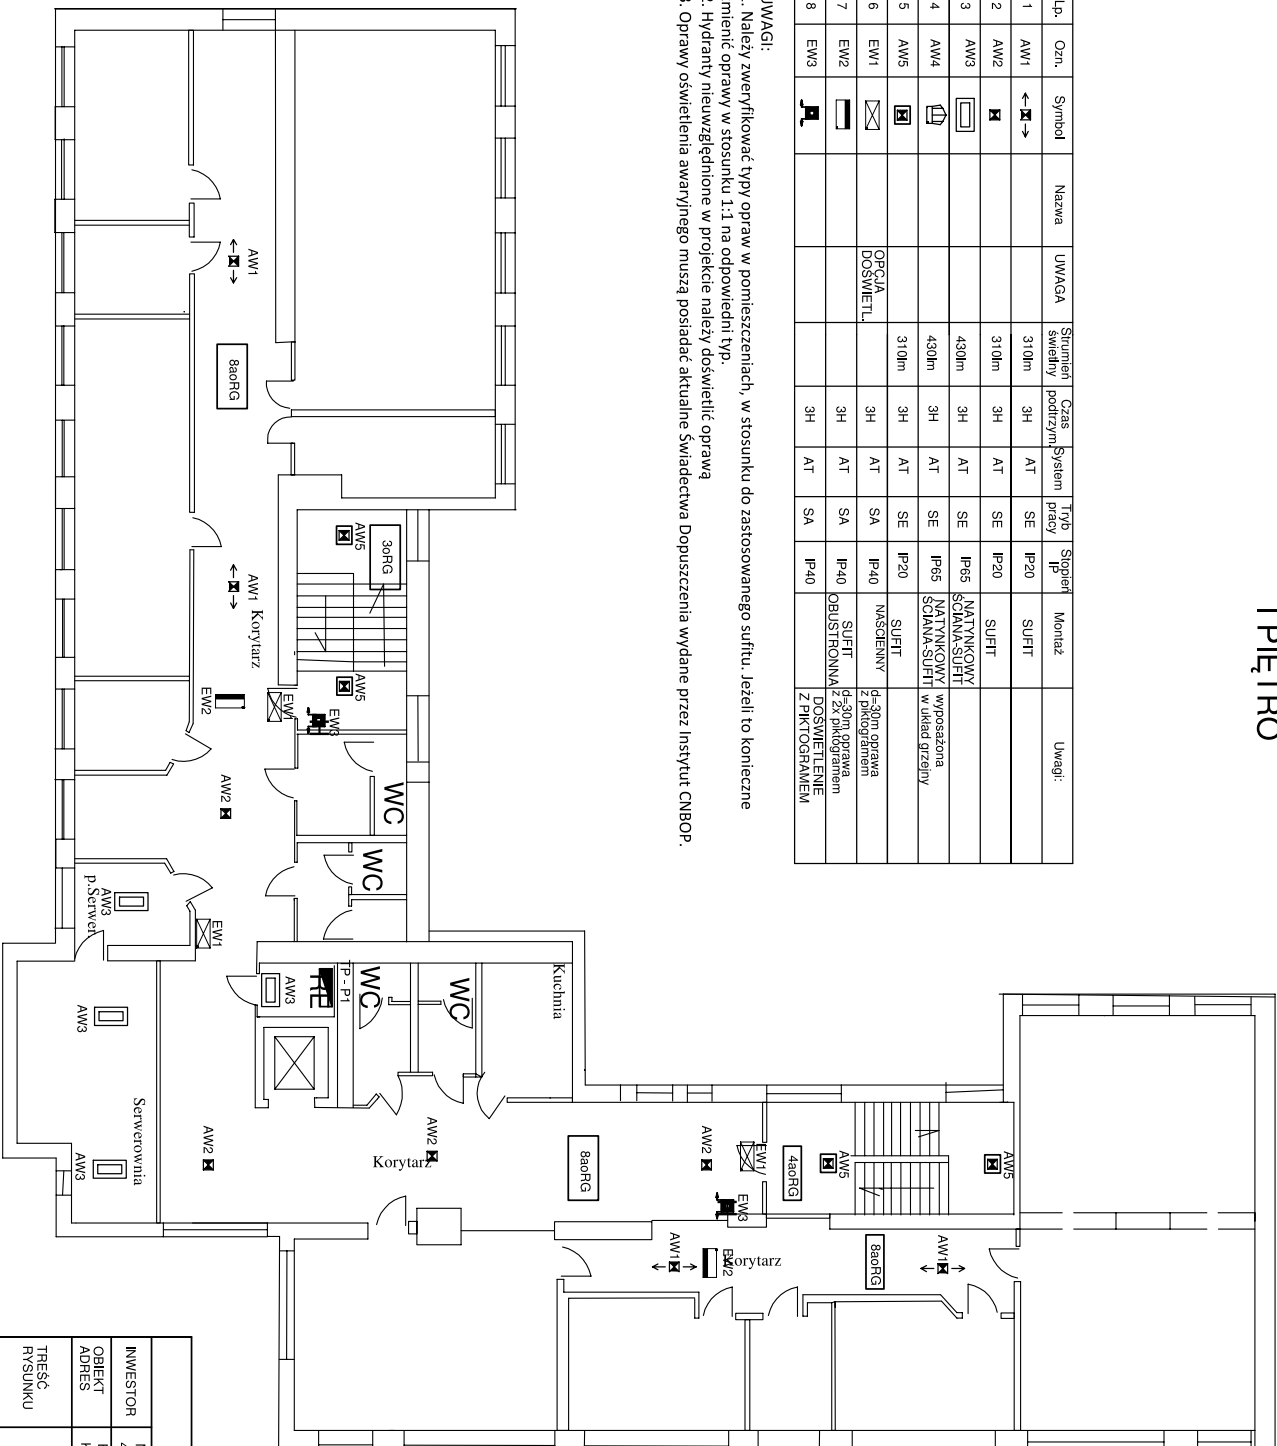 I PIĘTRO
Lp. Ozn. Symbol Nazwa UWAGA Strumień świetlny Czas podtrzym. System Tryb pracy Stopień IP Montaż Uwagi:
1 AW1 310lm 3H AT SE IP20 SUFIT
2 AW2 310lm 3H AT SE IP20 SUFIT
3 AW3 430lm 3H AT SE IP65 NATYNKOWY ŚCIANA-SUFIT
4 AW4 430lm 3H AT SE IP65 NATYNKOWY ŚCIANA-SUFIT wyposażona w układ grzejny
5 AW5 310lm 3H AT SE IP20 SUFIT
6 EW1 OPCJA DOŚWIETL. 3H AT SA IP40 NAŚCIENNY d=30m oprawa z piktogramem
7 EW2 3H AT SA IP40 SUFIT OBUSTRONNA d=30m oprawa z 2x piktogramem
8 EW3 3H AT SA IP40 DOŚWIETLENIE Z PIKTOGRAMEM
UWAGI:
. Należy zweryfikować typy opraw w pomieszczeniach, w stosunku do zastosowanego sufitu. Jeżeli to konieczne
mienić oprawy w stosunku 1:1 na odpowiedni typ.
2. Hydranty nieuwzględnione w projekcie należy doświetlić oprawą
3. Oprawy oświetlenia awaryjnego muszą posiadać aktualne Świadectwa Dopuszczenia wydane przez Instytut CNBOP.
AW1
8aoRG
AW5
3oRG
AW1
Korytarz
AW5
EW2
EW1
EW3
AW2
WC
WC
AW3
p.Serwer.
EW1
AW3
RE
TP - P1
WC
WC
Kuchnia
AW3
Serwerownia
AW3
AW2
AW2
Korytarz
8aoRG
AW2
EW1
4aoRG
AW5
AW5
EW3
AW1
EW2
Korytarz
8aoRG
AW1
INWESTOR
OBIEKT
ADRES
TREŚĆ
RYSUNKU